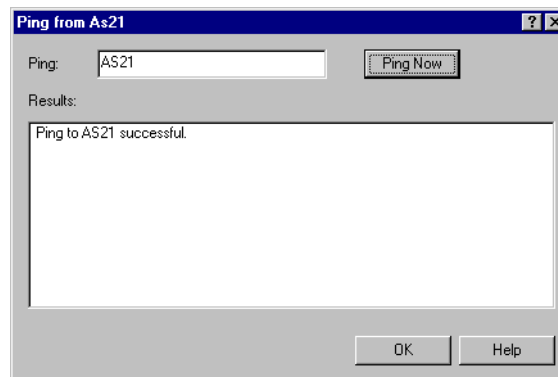 Ping from As21
Ping: AS21 Ping Now
Results:
Ping to AS21 successful.
OK Help